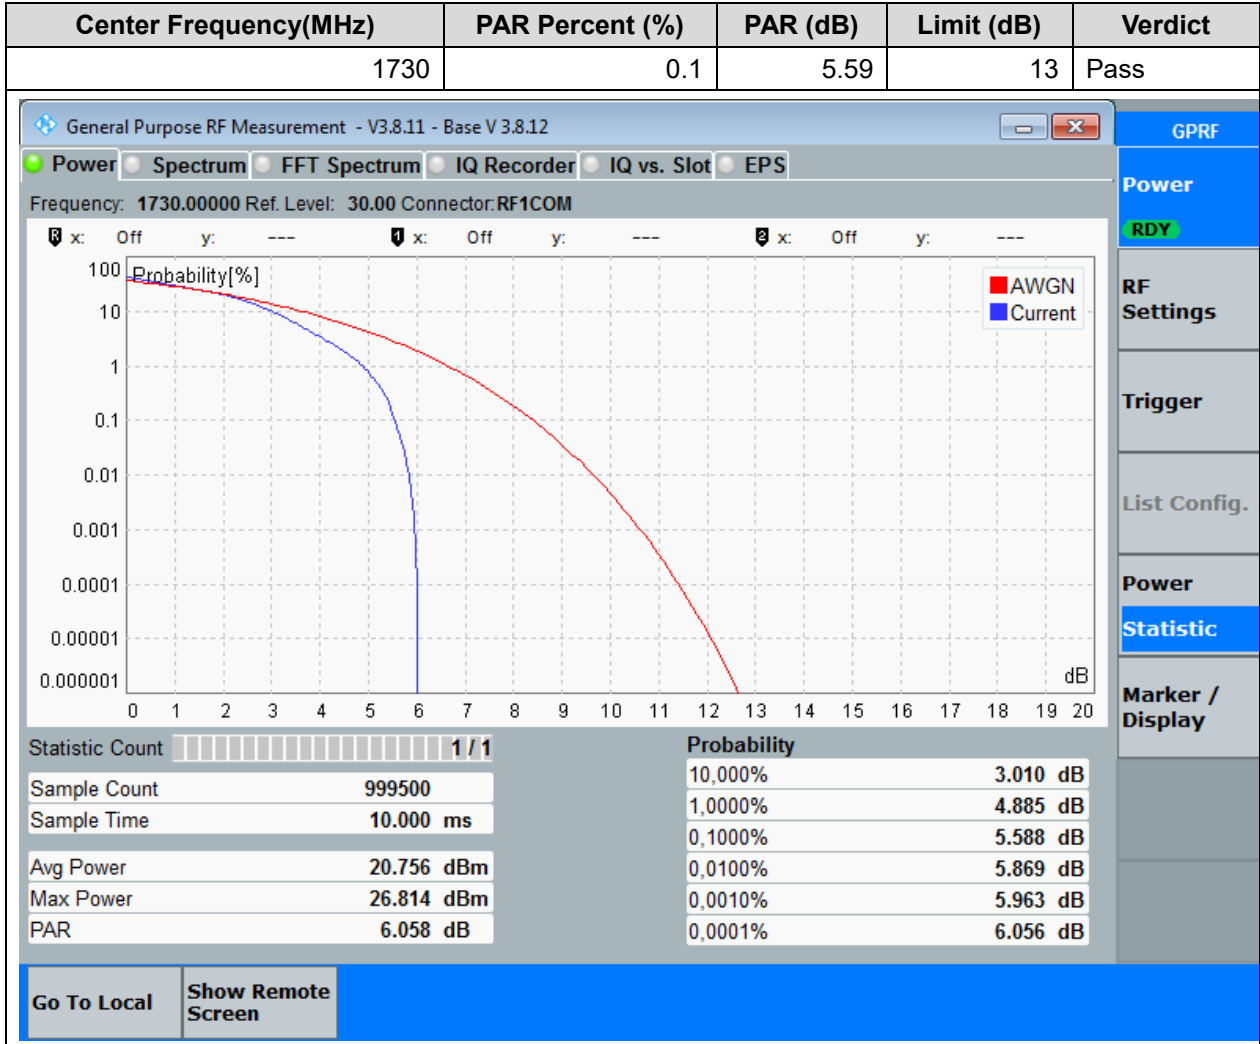 Center Frequency(MHz) PAR Percent (%) PAR (dB) Limit (dB) Verdict
1730 0.1 5.59 13 Pass
General Purpose RF Measurement - V3.8.11 - Base V 3.8.12
GPRF
Power Spectrum FFT Spectrum IQ Recorder IQ vs. Slot EPS
Power
RDY
Frequency: 1730.00000 Ref. Level: 30.00 Connector: RF1COM
R x: Off y: --- 1 x: Off y: --- 2 x: Off y: ---
Probability[%]
AWGN
Current
100
10
1
0.1
0.01
0.001
0.0001
0.00001
0.000001
dB
0 1 2 3 4 5 6 7 8 9 10 11 12 13 14 15 16 17 18 19 20
RF
Settings
Trigger
List Config.
Power
Statistic
Marker /
Display
Statistic Count 1 / 1
Sample Count 999500
Sample Time 10.000 ms
Avg Power 20.756 dBm
Max Power 26.814 dBm
PAR 6.058 dB
Probability
10,000% 3.010 dB
1,0000% 4.885 dB
0,1000% 5.588 dB
0,0100% 5.869 dB
0,0010% 5.963 dB
0,0001% 6.056 dB
Go To Local
Show Remote
Screen